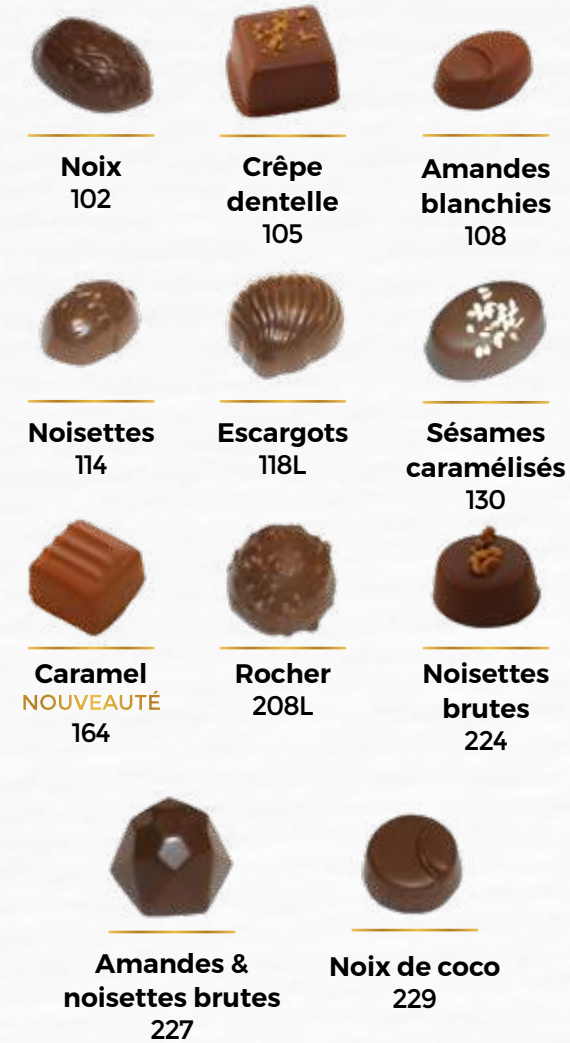 Noix
102
Crêpe
dentelle
105
Amandes
blanchies
108
Noisettes
114
Escargots
118L
Sésames
caramélisés
130
Caramel
NOUVEAUTÉ
164
Rocher
208L
Noisettes
brutes
224
Amandes &
noisettes brutes
227
Noix de coco
229